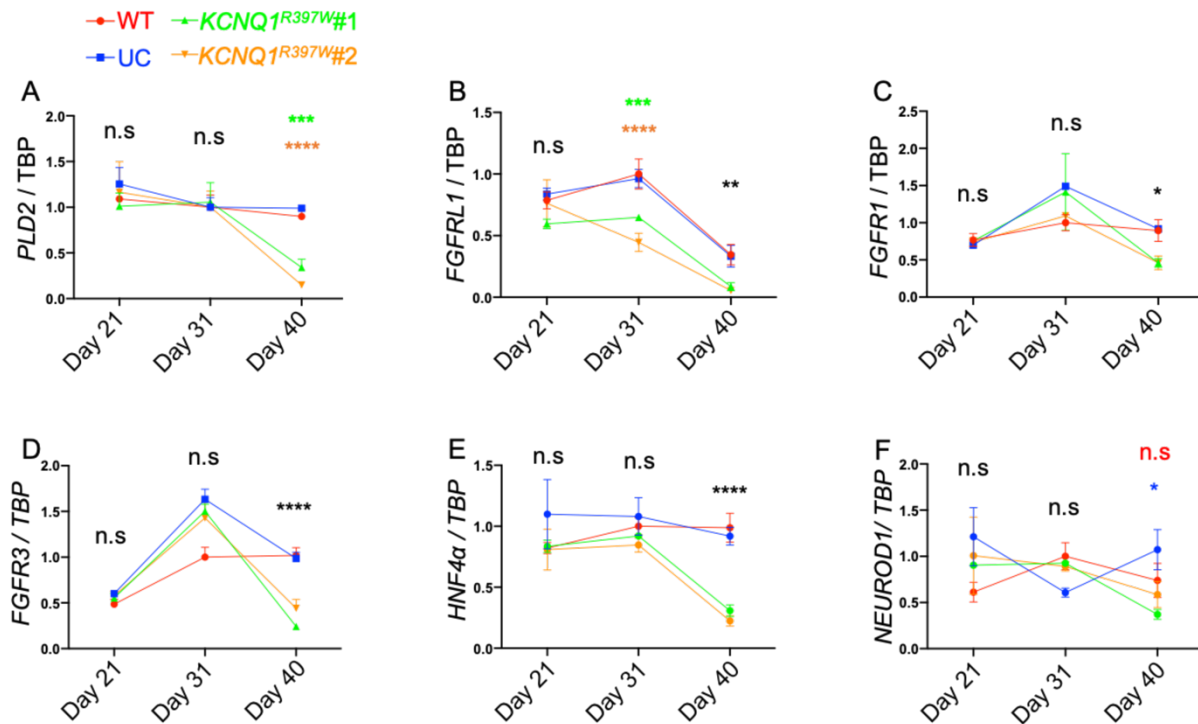 WT KCNQ1R397W#1
UC KCNQ1R397W#2
A
PLD2 / TBP
2.0
1.5
1.0
0.5
0.0
n.s
n.s
***
****
Day 21
Day 31
Day 40
B
FGFRL1 / TBP
1.5
1.0
0.5
0.0
n.s
***
****
**
Day 21
Day 31
Day 40
C
FGFR1 / TBP
2.5
2.0
1.5
1.0
0.5
0.0
n.s
n.s
*
Day 21
Day 31
Day 40
D
FGFR3 / TBP
2.0
1.5
1.0
0.5
0.0
n.s
n.s
****
Day 21
Day 31
Day 40
E
HNF4α / TBP
1.5
1.0
0.5
0.0
n.s
n.s
****
Day 21
Day 31
Day 40
F
NEUROD1/ TBP
2.0
1.5
1.0
0.5
0.0
n.s
n.s
n.s
*
Day 21
Day 31
Day 40